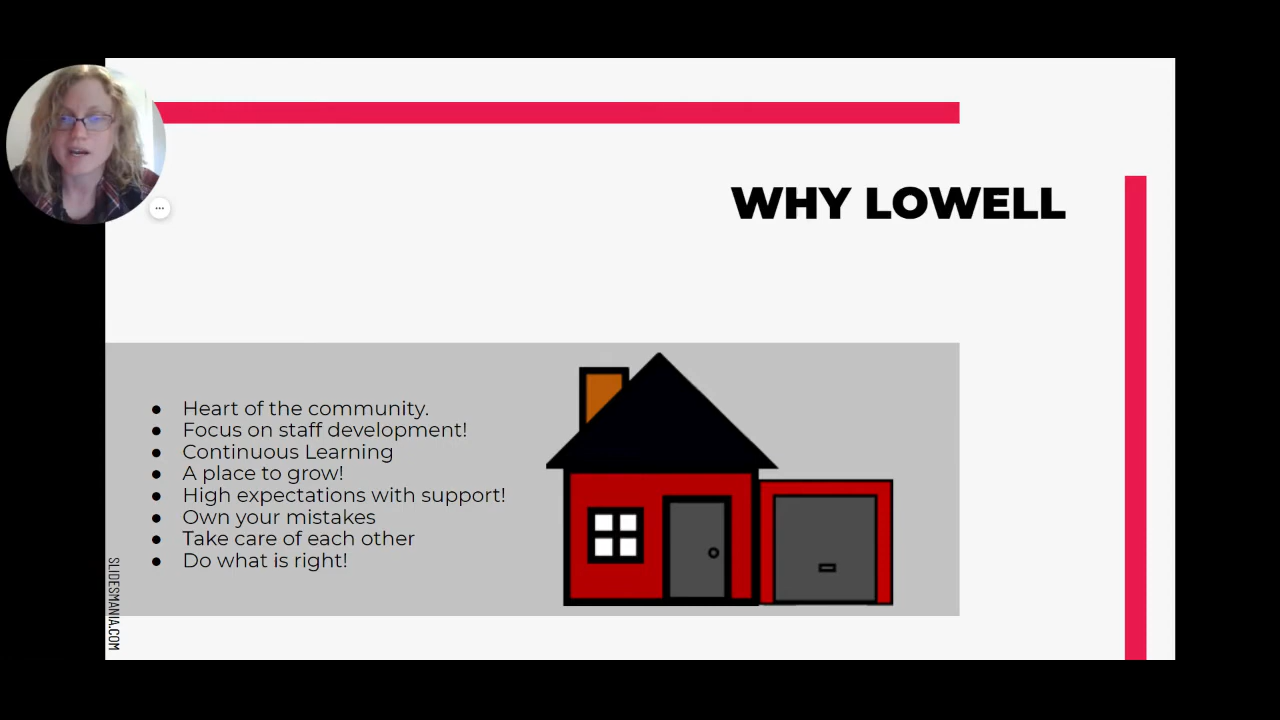 WHY LOWELL
● Heart of the community.
● Focus on staff development!
● Continuous Learning
● A place to grow!
● High expectations with support!
● Own your mistakes
● Take care of each other
● Do what is right!
SLIDESMANIA.COM